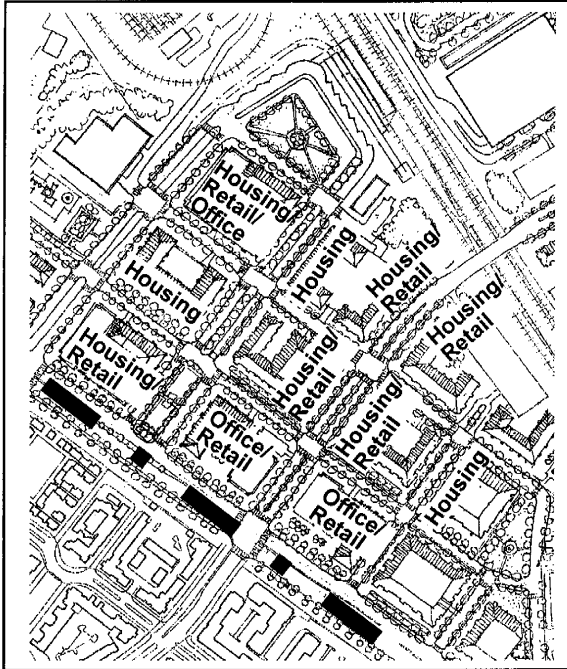 Housing/
Retail/
Office
Housing
Housing/
Retail
Housing
Housing/
Retail
Housing/
Retail
Housing/
Retail
Housing/
Retail
Office/
Retail
Office/
Retail
Housing